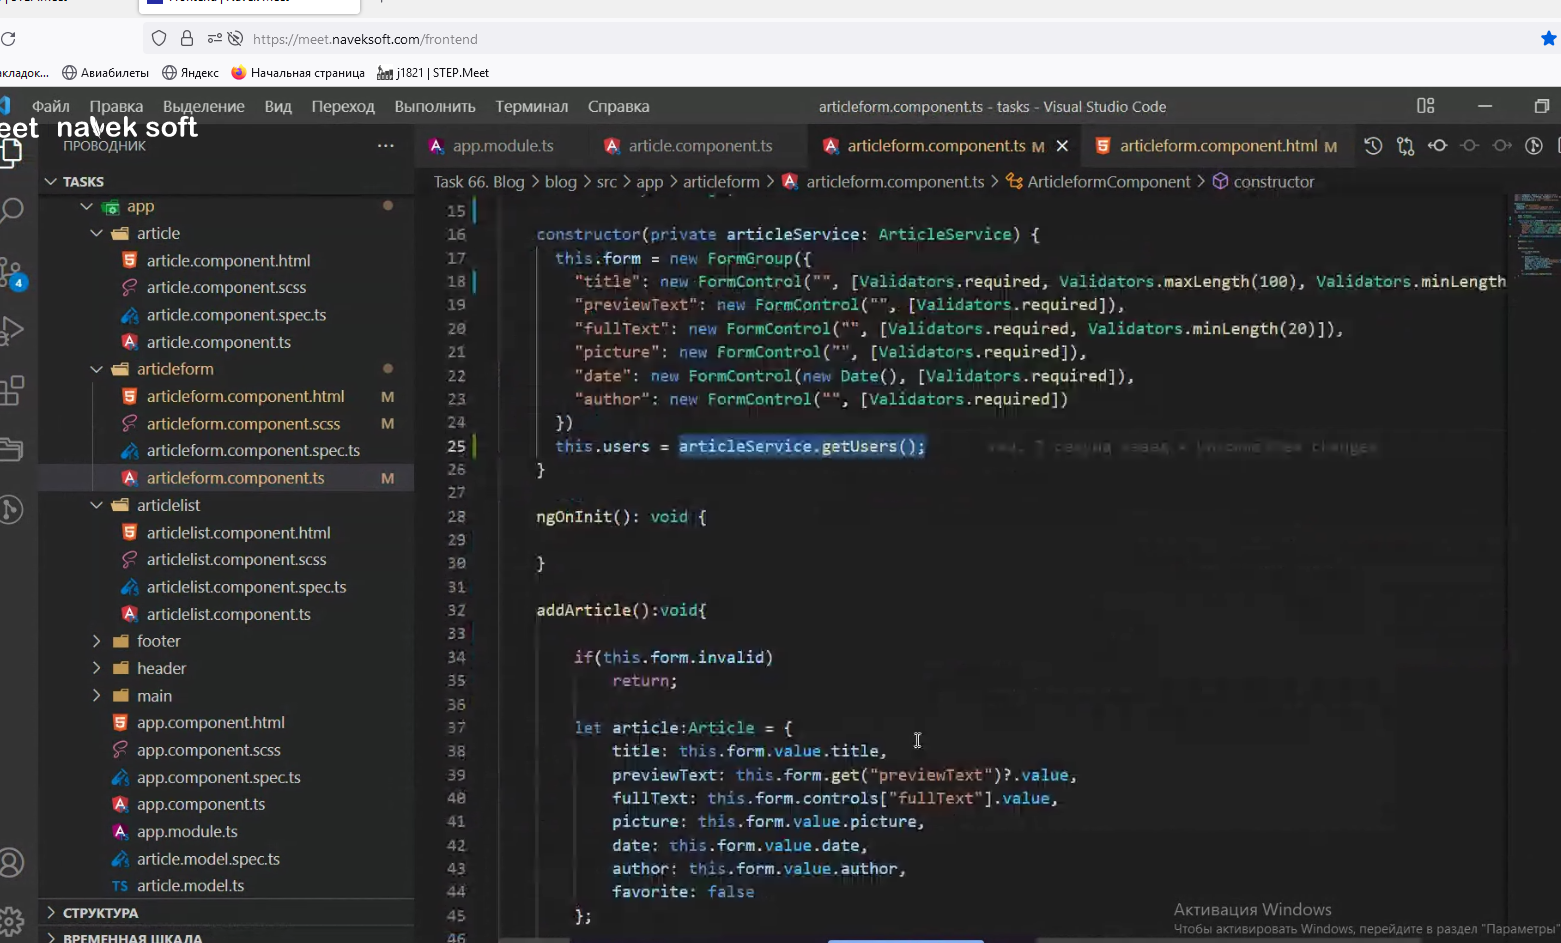 https://meet.naveksoft.com/frontend
Авиабилеты Яндекс Начальная страница j1821 | STEP.Meet
Файл Правка Выделение Вид Переход Выполнить Терминал Справка articleform.component.ts - tasks - Visual Studio Code
navek soft
ПРОВОДНИК ···
app.module.ts article.component.ts articleform.component.ts M articleform.component.html M
TASKS
Task 66. Blog > blog > src > app > articleform > articleform.component.ts > ArticleformComponent > constructor
app
article
article.component.html
article.component.scss
article.component.spec.ts
article.component.ts
articleform
articleform.component.html M
articleform.component.scss M
articleform.component.spec.ts
articleform.component.ts M
articlelist
articlelist.component.html
articlelist.component.scss
articlelist.component.spec.ts
articlelist.component.ts
footer
header
main
app.component.html
app.component.scss
app.component.spec.ts
app.component.ts
app.module.ts
article.model.spec.ts
TS article.model.ts
СТРУКТУРА
ВРЕМЕННАЯ ШКАЛА
4
15
16 constructor(private articleService: ArticleService) {
17 this.form = new FormGroup({
18 "title": new FormControl("", [Validators.required, Validators.maxLength(100), Validators.minLength
19 "previewText": new FormControl("", [Validators.required]),
20 "fullText": new FormControl("", [Validators.required, Validators.minLength(20)]),
21 "picture": new FormControl("", [Validators.required]),
22 "date": new FormControl(new Date(), [Validators.required]),
23 "author": new FormControl("", [Validators.required])
24 })
25 this.users = articleService.getUsers();
26 }
27
28 ngOnInit(): void {
29
30 }
31
32 addArticle():void{
33
34 if(this.form.invalid)
35 return;
36
37 let article:Article = {
38 title: this.form.value.title,
39 previewText: this.form.get("previewText")?.value,
40 fullText: this.form.controls["fullText"].value,
41 picture: this.form.value.picture,
42 date: this.form.value.date,
43 author: this.form.value.author,
44 favorite: false
45 };
46
Активация Windows
Чтобы активировать Windows, перейдите в раздел "Параметры